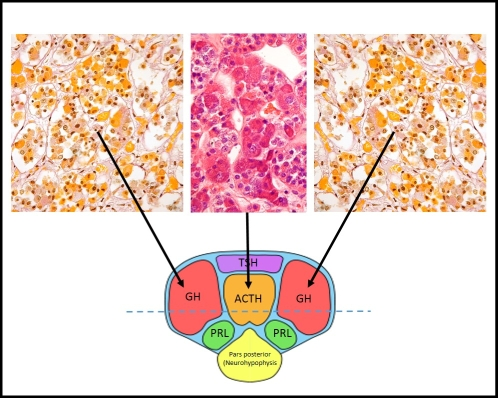 TSH
GH
ACTH
GH
PRL
PRL
Pars posterior
(Neurohypophysis